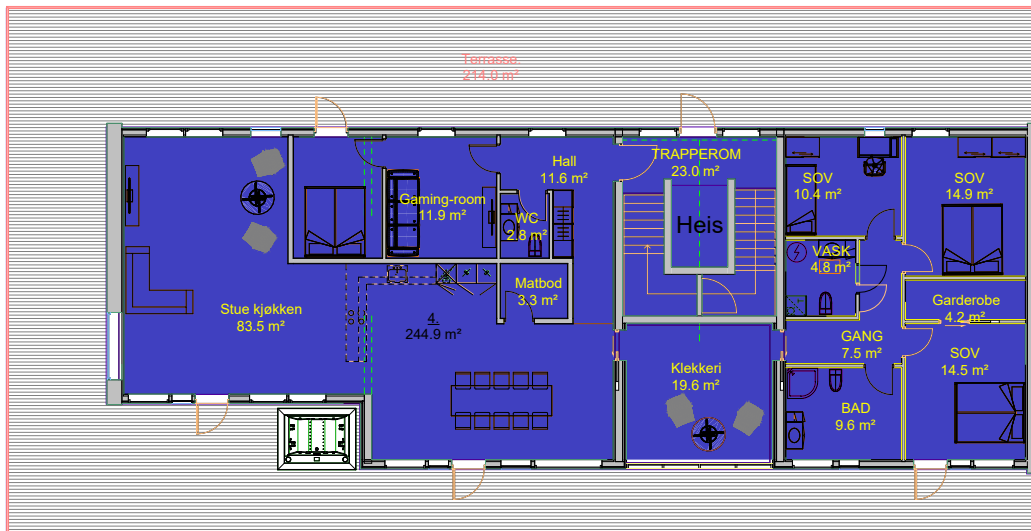 Terrasse.
214.0 m²
TRAPPEROM
23.0 m²
Hall
11.6 m²
SOV
10.4 m²
SOV
14.9 m²
Gaming-room
11.9 m²
WC
2.8 m²
Heis
VASK
4.8 m²
Matbod
3.3 m²
Garderobe
4.2 m²
Stue kjøkken
83.5 m²
4.
244.9 m²
GANG
7.5 m²
SOV
14.5 m²
Klekkeri
19.6 m²
BAD
9.6 m²